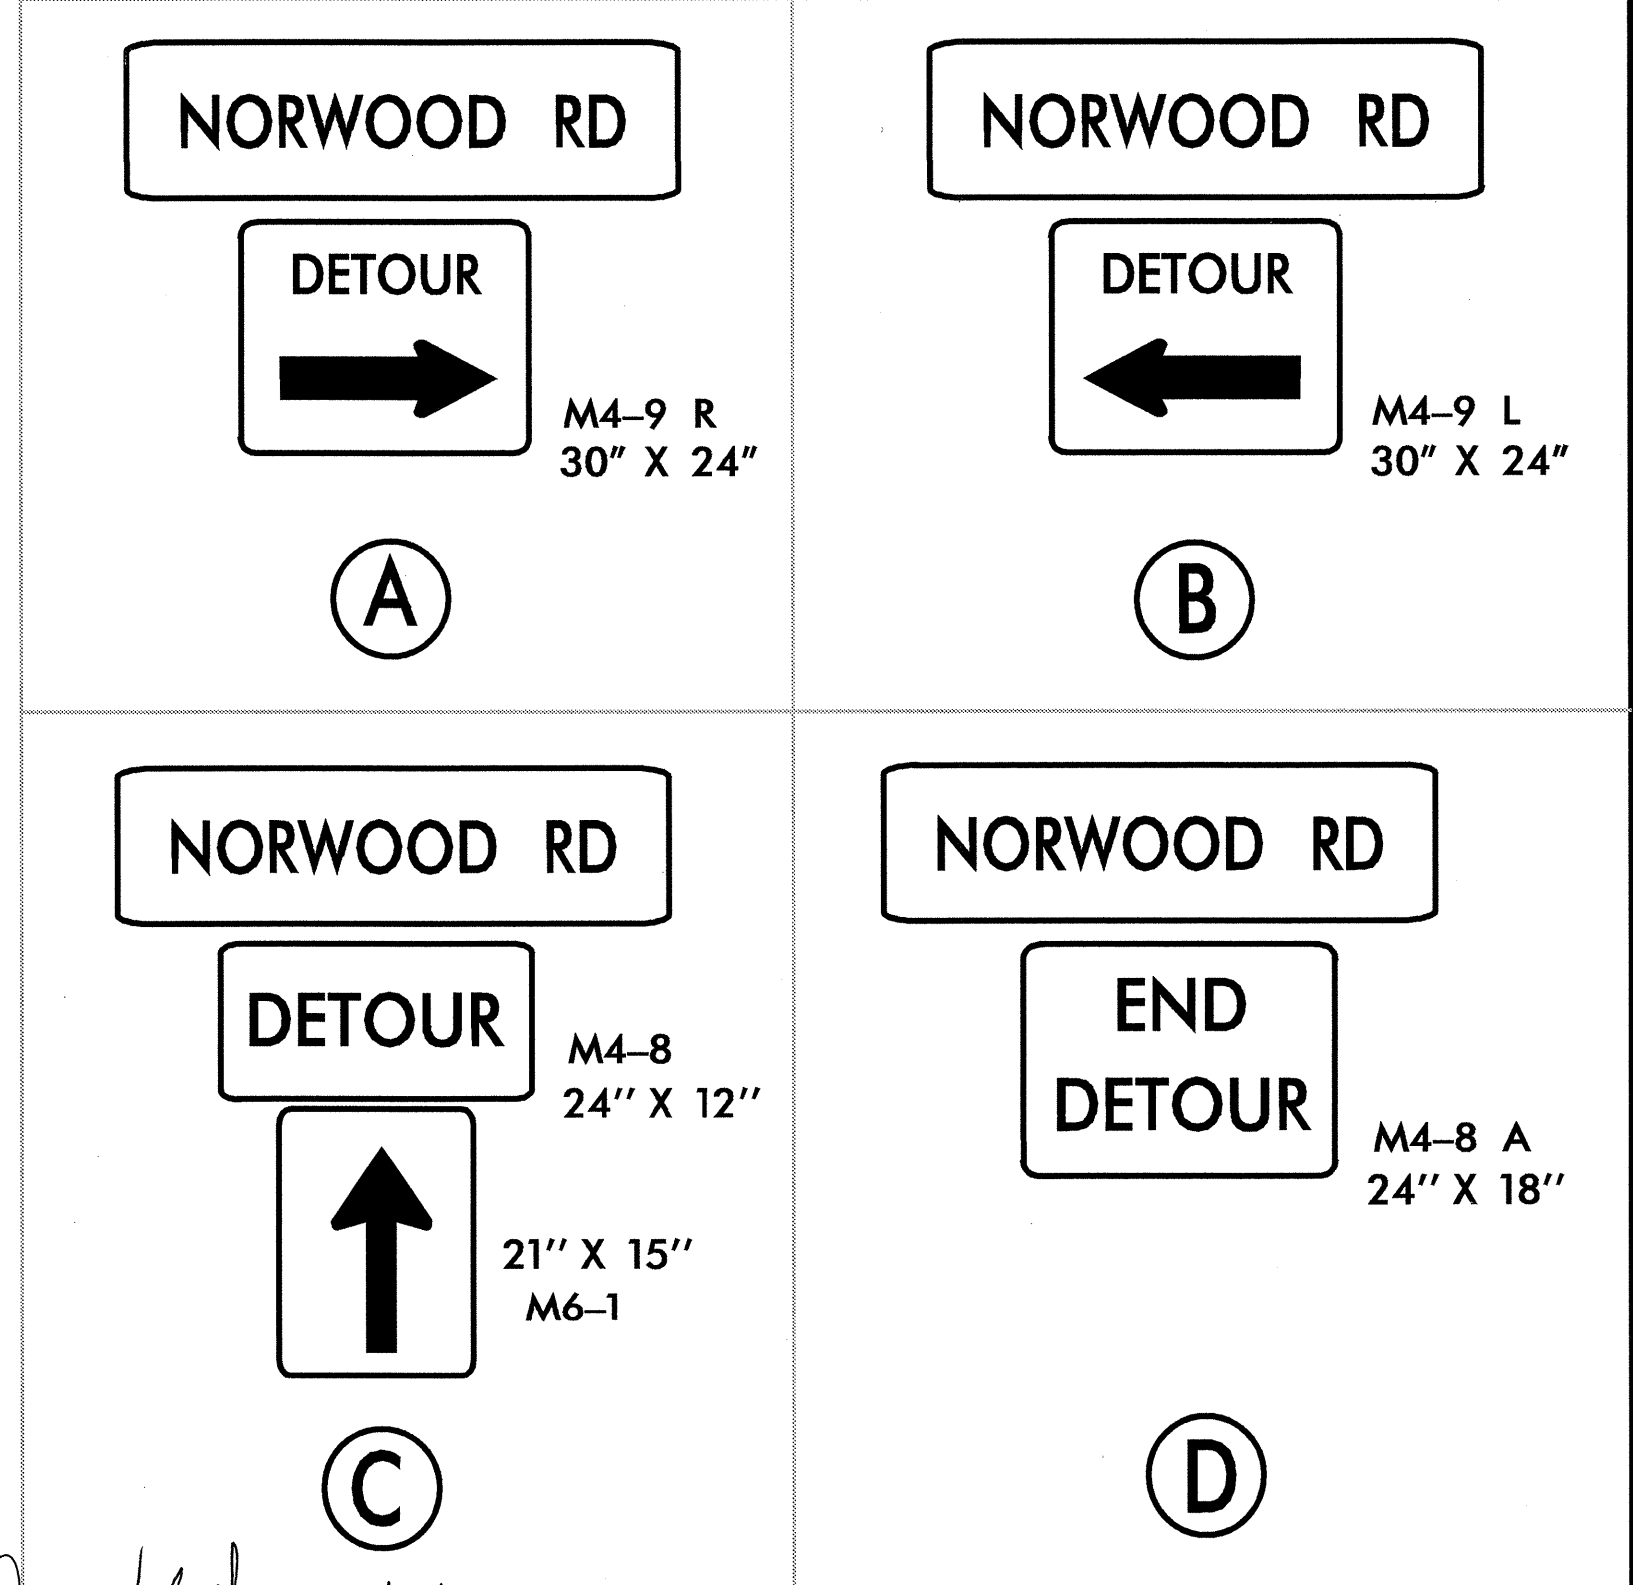 NORWOOD RD
DETOUR
M4–9 R
30" X 24"
A
NORWOOD RD
DETOUR
M4–9 L
30" X 24"
B
NORWOOD RD
DETOUR
M4–8
24'' X 12''
21'' X 15''
M6–1
C
NORWOOD RD
END
DETOUR
M4–8 A
24'' X 18''
D